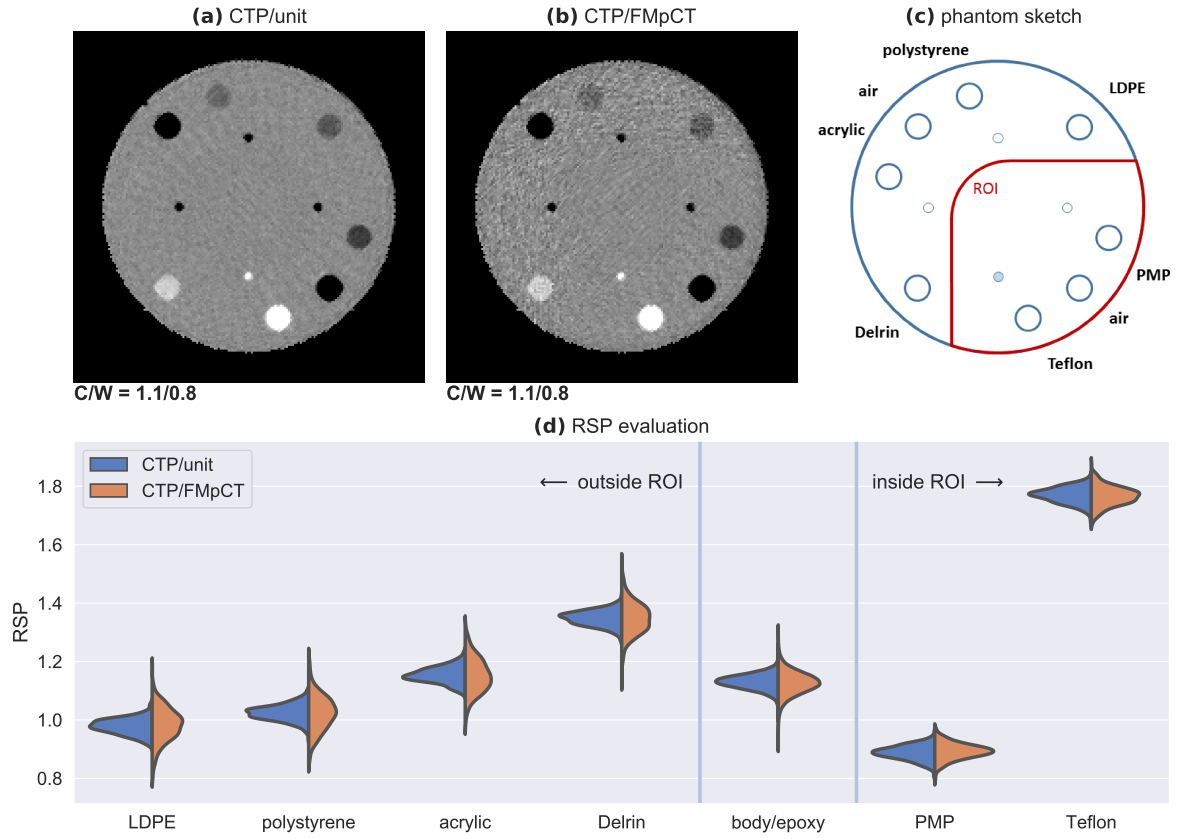 (a) CTP/unit
(b) CTP/FMpCT
(c) phantom sketch
polystyrene
air
LDPE
acrylic
ROI
PMP
air
Delrin
Teflon
C/W = 1.1/0.8
C/W = 1.1/0.8
(d) RSP evaluation
CTP/unit
CTP/FMpCT
← outside ROI
inside ROI →
RSP
1.8
1.6
1.4
1.2
1.0
0.8
LDPE
polystyrene
acrylic
Delrin
body/epoxy
PMP
Teflon